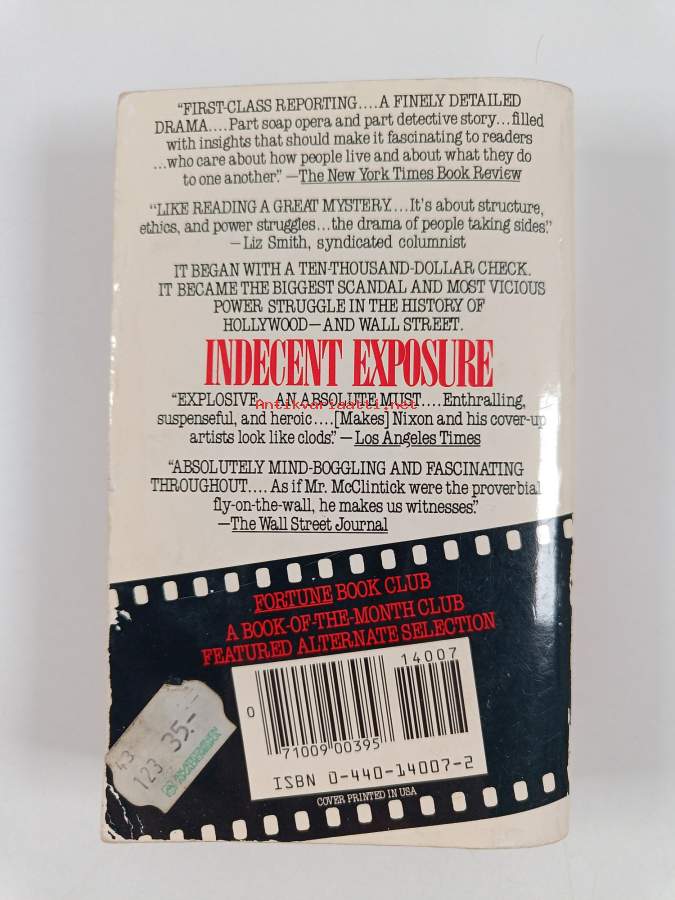 “FIRST-CLASS REPORTING....A FINELY DETAILED
DRAMA....Part soap opera and part detective story...filled
with insights that should make it fascinating to readers
...who care about how people live and about what they do
to one another.” —The New York Times Book Review
“LIKE READING A GREAT MYSTERY....It's about structure,
ethics, and power struggles...the drama of people taking sides.”
—Liz Smith, syndicated columnist
IT BEGAN WITH A TEN-THOUSAND-DOLLAR CHECK.
IT BECAME THE BIGGEST SCANDAL AND MOST VICIOUS
POWER STRUGGLE IN THE HISTORY OF
HOLLYWOOD—AND WALL STREET.
INDECENT EXPOSURE
“EXPLOSIVE...AN ABSOLUTE MUST....Enthralling,
Antikvariaatti.net
suspenseful, and heroic....[Makes] Nixon and his cover-up
artists look like clods.” —Los Angeles Times
“ABSOLUTELY MIND-BOGGLING AND FASCINATING
THROUGHOUT.... As if Mr. McClintick were the proverbial
fly-on-the-wall, he makes us witnesses.”
—The Wall Street Journal
FORTUNE BOOK CLUB
A BOOK-OF-THE-MONTH CLUB
FEATURED ALTERNATE SELECTION
14007
0
71009 00395
ISBN 0-440-14007-2
COVER PRINTED IN USA
43
123 35.-